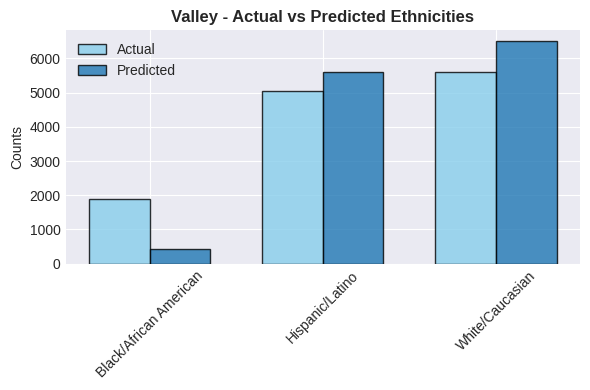 Valley - Actual vs Predicted Ethnicities
Actual
Predicted
Counts
6000
5000
4000
3000
2000
1000
0
Black/African American
Hispanic/Latino
White/Caucasian